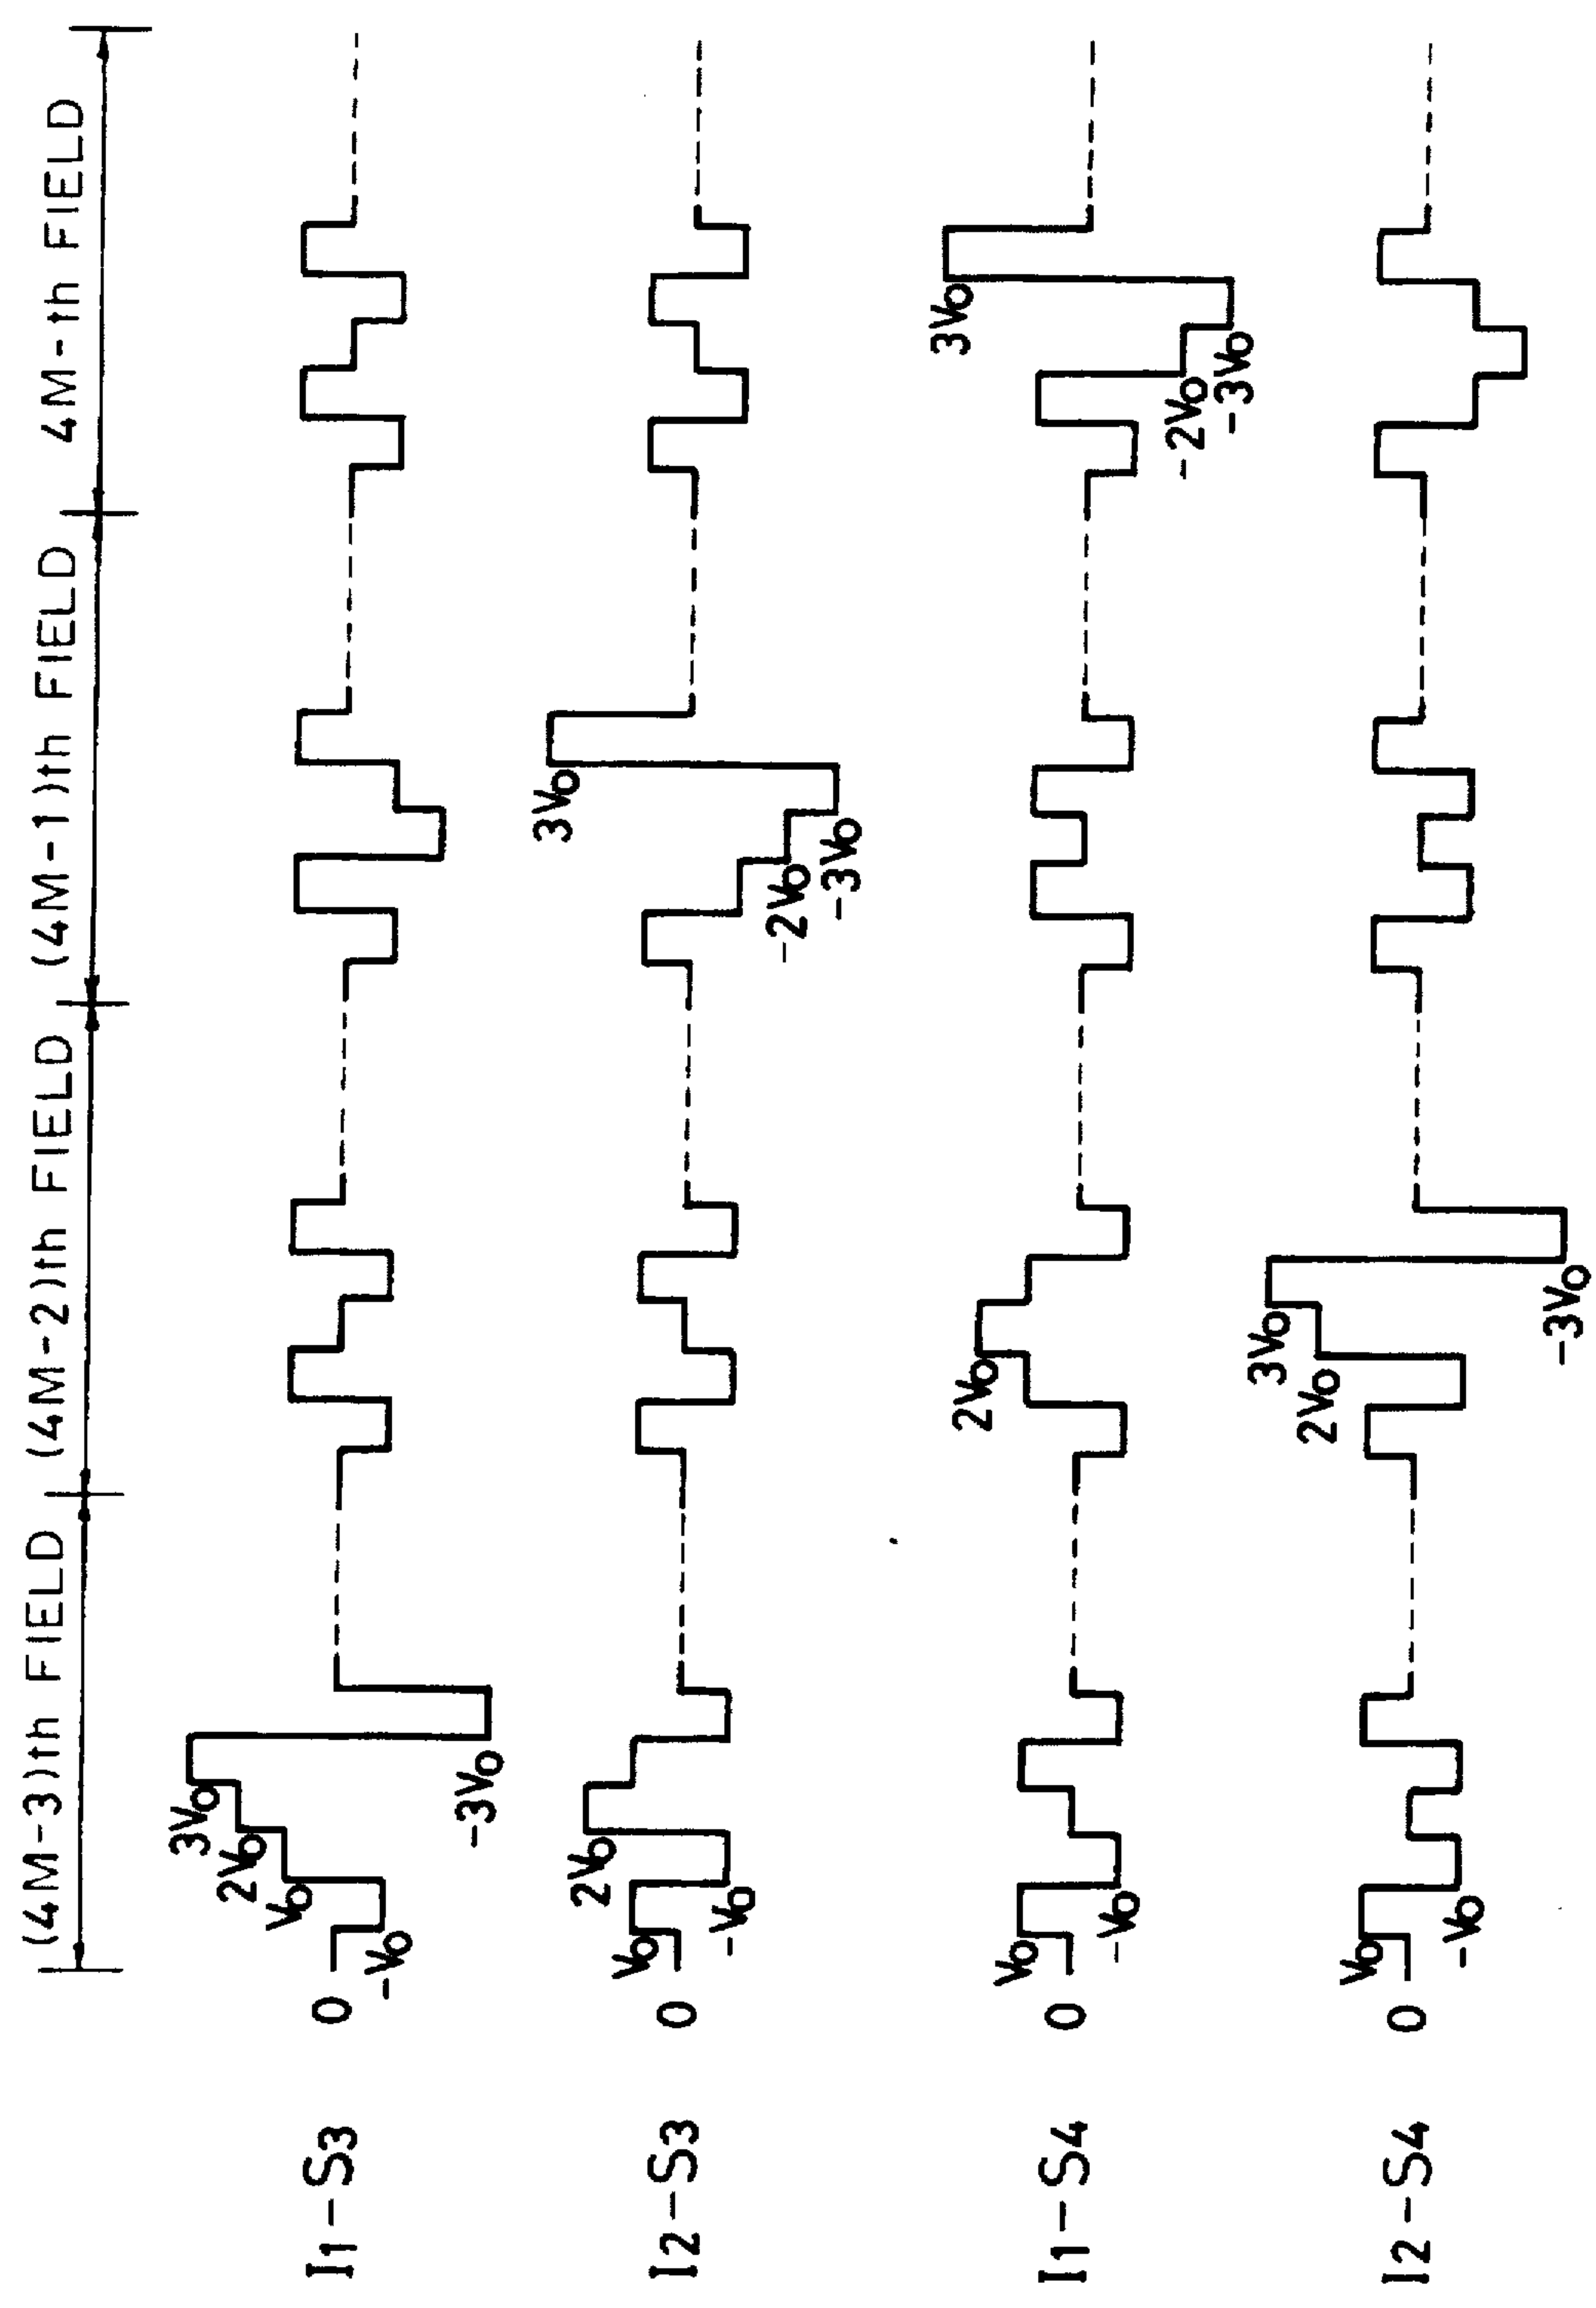 (4M-3)th FIELD (4M-2)th FIELD (4M-1)th FIELD 4M-th FIELD
I1-S3
0
-V0
V0
2V0
3V0
-3V0
I2-S3
0
V0
-V0
2V0
-2V0
-3V0
3V0
I1-S4
0
V0
-V0
2V0
-2V0
-3V0
3V0
I2-S4
0
V0
-V0
2V0
3V0
-3V0